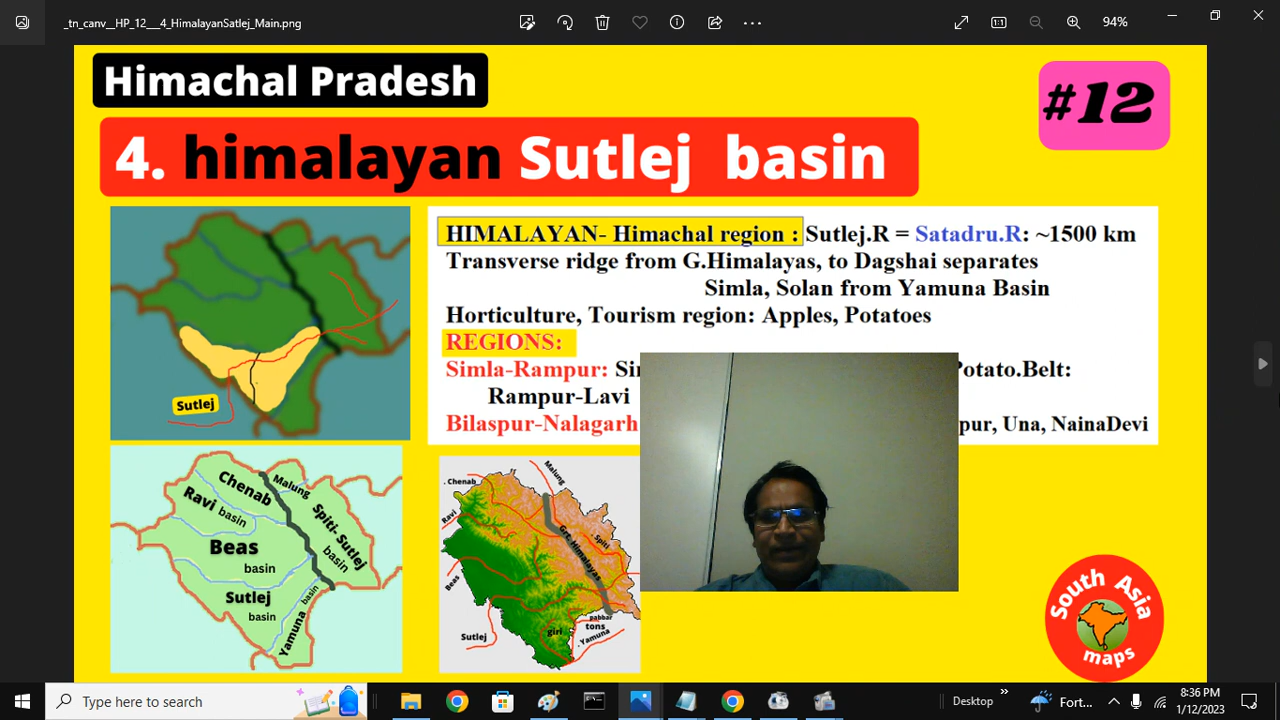 _tn_canv__HP_12___4_HimalayanSatlej_Main.png
94%
Himachal Pradesh
#12
4. himalayan Sutlej basin
HIMALAYAN- Himachal region : Sutlej.R = Satadru.R: ~1500 km
Transverse ridge from G.Himalayas, to Dagshai separates
Simla, Solan from Yamuna Basin
Horticulture, Tourism region: Apples, Potatoes
REGIONS:
Simla-Rampur: Potato.Belt:
Rampur-Lavi
Bilaspur-Nalagarh Una, NainaDevi
Sutlej
Chenab
Malung
Ravi basin
Spiti- Sutlej
basin
Beas
basin
Sutlej
basin
Yamuna basin
Malung
Chenab
Ravi
Grt. Himalayas
Spiti
Beas
pabbar
Sutlej
giri
tons
Yamuna
South Asia
maps
Type here to search
Desktop
Fort...
8:36 PM
1/12/2023